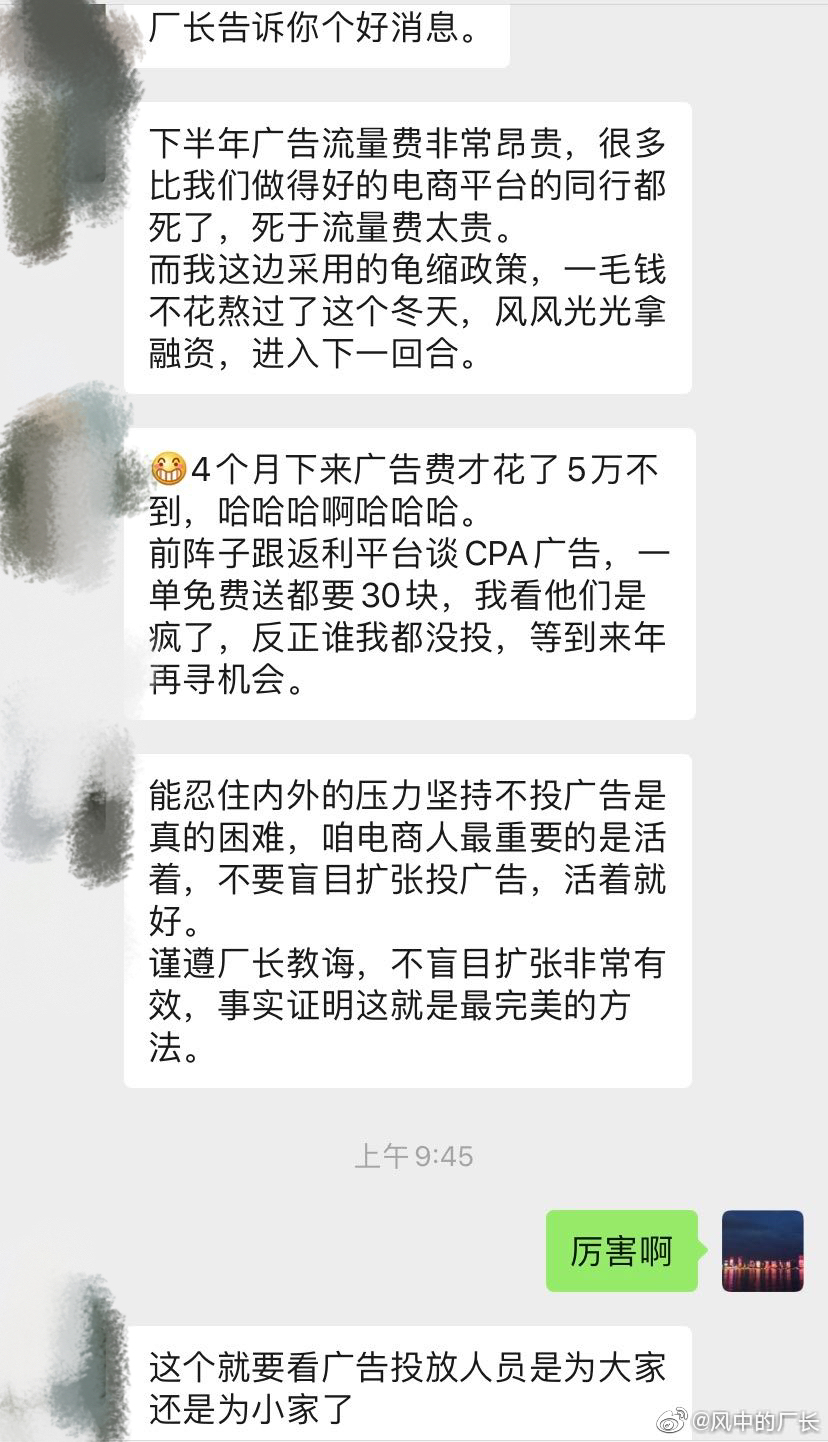 厂长告诉你个好消息。
下半年广告流量费非常昂贵，很多
比我们做得好的电商平台的同行都
死了，死于流量费太贵。
而我这边采用的龟缩政策，一毛钱
不花熬过了这个冬天，风风光光拿
融资，进入下一回合。
😁4个月下来广告费才花了5万不
到，哈哈哈啊哈哈哈。
前阵子跟返利平台谈CPA广告，一
单免费送都要30块，我看他们是
疯了，反正谁我都没投，等到来年
再寻机会。
能忍住内外的压力坚持不投广告是
真的困难，咱电商人最重要的是活
着，不要盲目扩张投广告，活着就
好。
谨遵厂长教诲，不盲目扩张非常有
效，事实证明这就是最完美的方
法。
上午9:45
厉害啊
这个就要看广告投放人员是为大家
还是为小家了
@风中的厂长